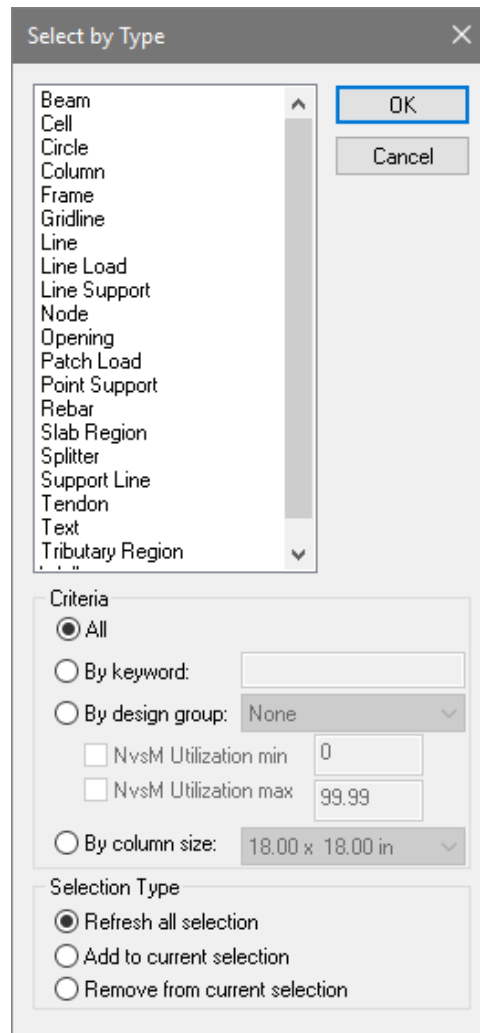 Select by Type
Beam
Cell
Circle
Column
Frame
Gridline
Line
Line Load
Line Support
Node
Opening
Patch Load
Point Support
Rebar
Slab Region
Splitter
Support Line
Tendon
Text
Tributary Region
OK
Cancel
Criteria
All
By keyword:
By design group: None
NvsM Utilization min 0
NvsM Utilization max 99.99
By column size: 18.00 x 18.00 in
Selection Type
Refresh all selection
Add to current selection
Remove from current selection